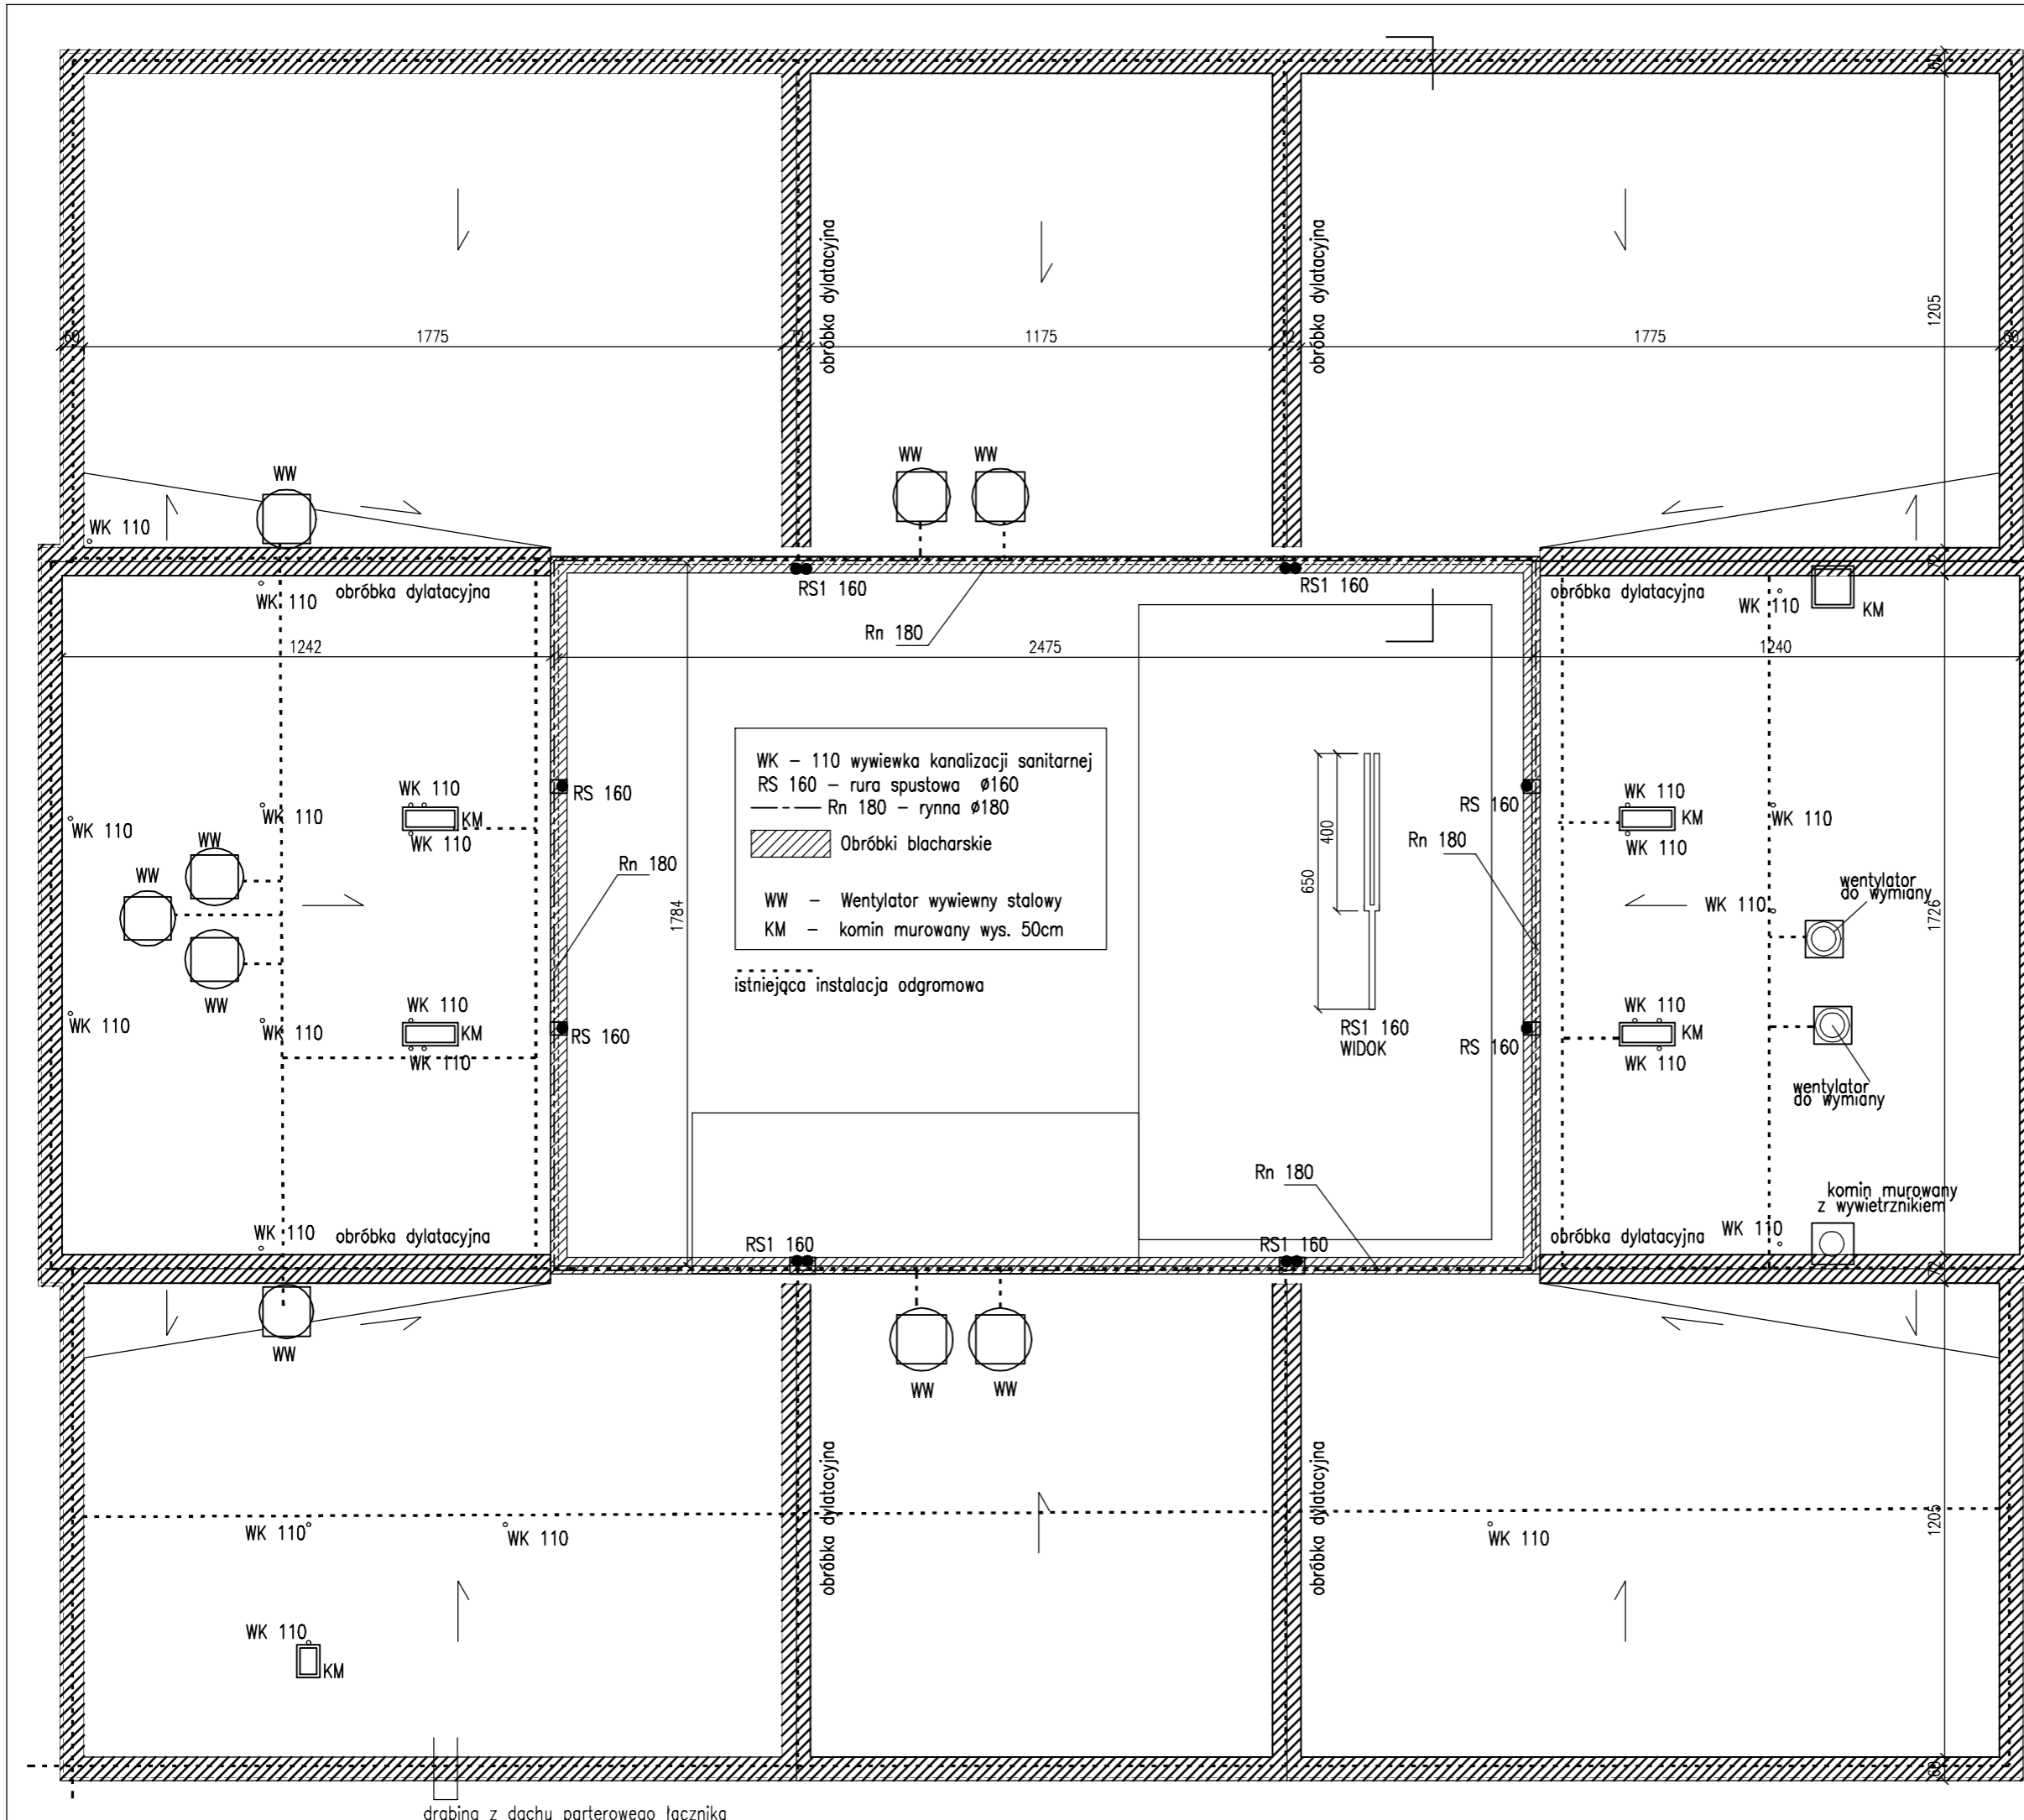 60
obróbka dylatacyjna
obróbka dylatacyjna
1205
60
1775
72
1175
72
1775
60
WW
WW
WW
WK 110
72
obróbka dylatacyjna
WK 110
RS1 160
RS1 160
obróbka dylatacyjna
WK 110
KM
Rn 180
1242
2475
1240
WK - 110 wywiewka kanalizacji sanitarnej
RS 160 - rura spustowa ø160
Rn 180 - rynna ø180
Obróbki blacharskie
WW - Wentylator wywiewny stalowy
KM - komin murowany wys. 50cm
istniejąca instalacja odgromowa
WK 110
WK 110
WK 110
KM
WK 110
WW
WW
WW
RS 160
Rn 180
1784
400
650
RS1 160
WIDOK
RS 160
Rn 180
WK 110
KM
WK 110
WK 110
wentylator
do wymiany
WK 110
1726
WK 110
WK 110
WK 110
KM
WK 110
RS 160
RS 160
WK 110
KM
WK 110
wentylator
do wymiany
Rn 180
komin murowany
z wywietrznikiem
WK 110
obróbka dylatacyjna
RS1 160
RS1 160
obróbka dylatacyjna
WK 110
72
WW
WW
WW
obróbka dylatacyjna
obróbka dylatacyjna
1205
WK 110
WK 110
WK 110
WK 110
KM
60
drabina z dachu parterowego łącznika